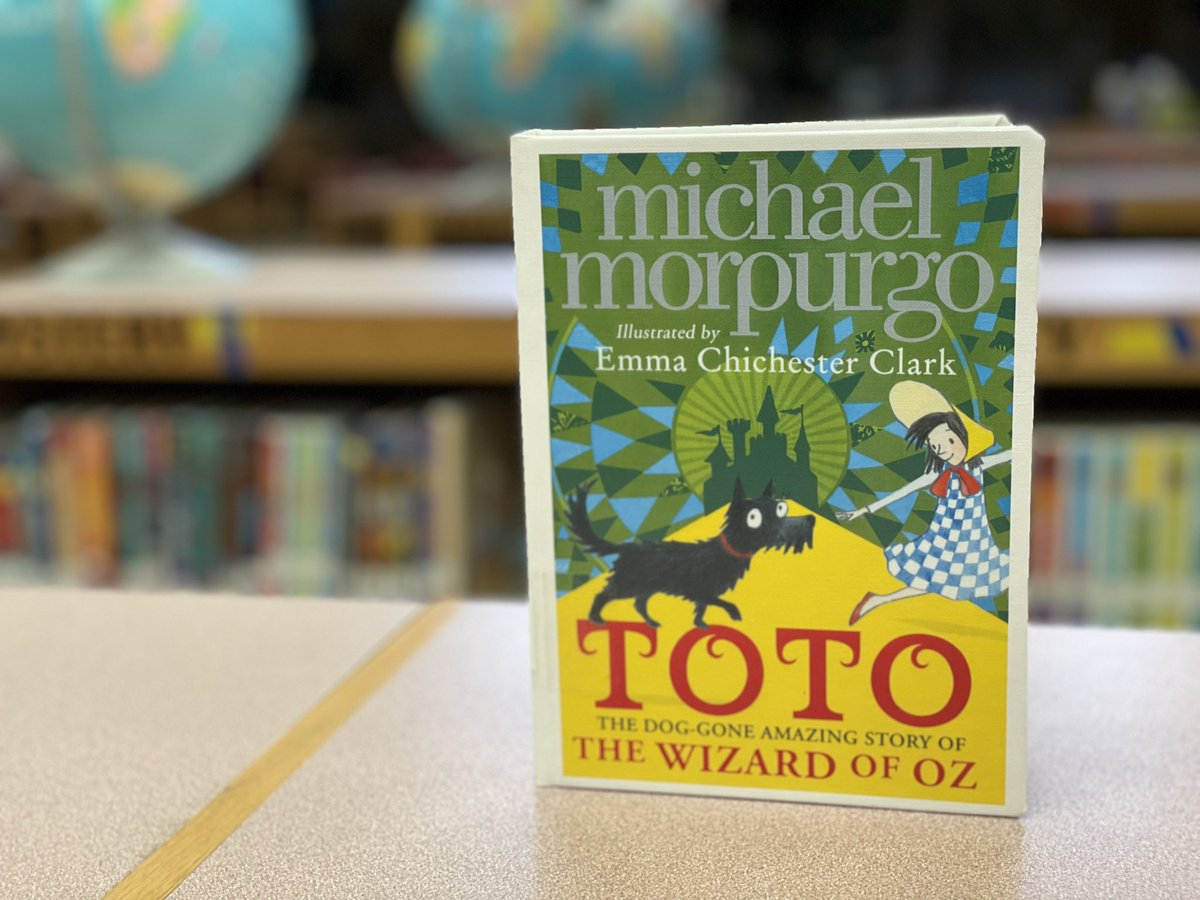 michael
morpurgo
Illustrated by
Emma Chichester Clark
TOTO
THE DOG-GONE AMAZING STORY OF
THE WIZARD OF OZ